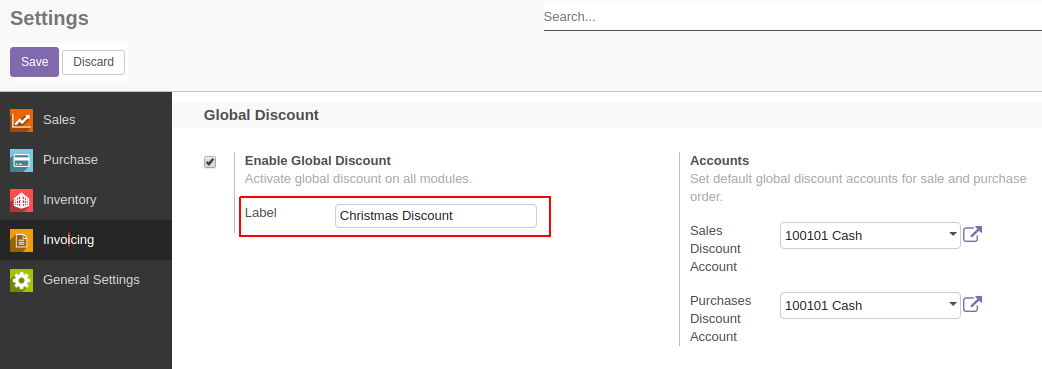 Settings
Search...
Save
Discard
Sales
Purchase
Inventory
Invoicing
General Settings
Global Discount
Enable Global Discount
Activate global discount on all modules.
Label
Christmas Discount
Accounts
Set default global discount accounts for sale and purchase
order.
Sales
Discount
Account
100101 Cash
Purchases
Discount
Account
100101 Cash